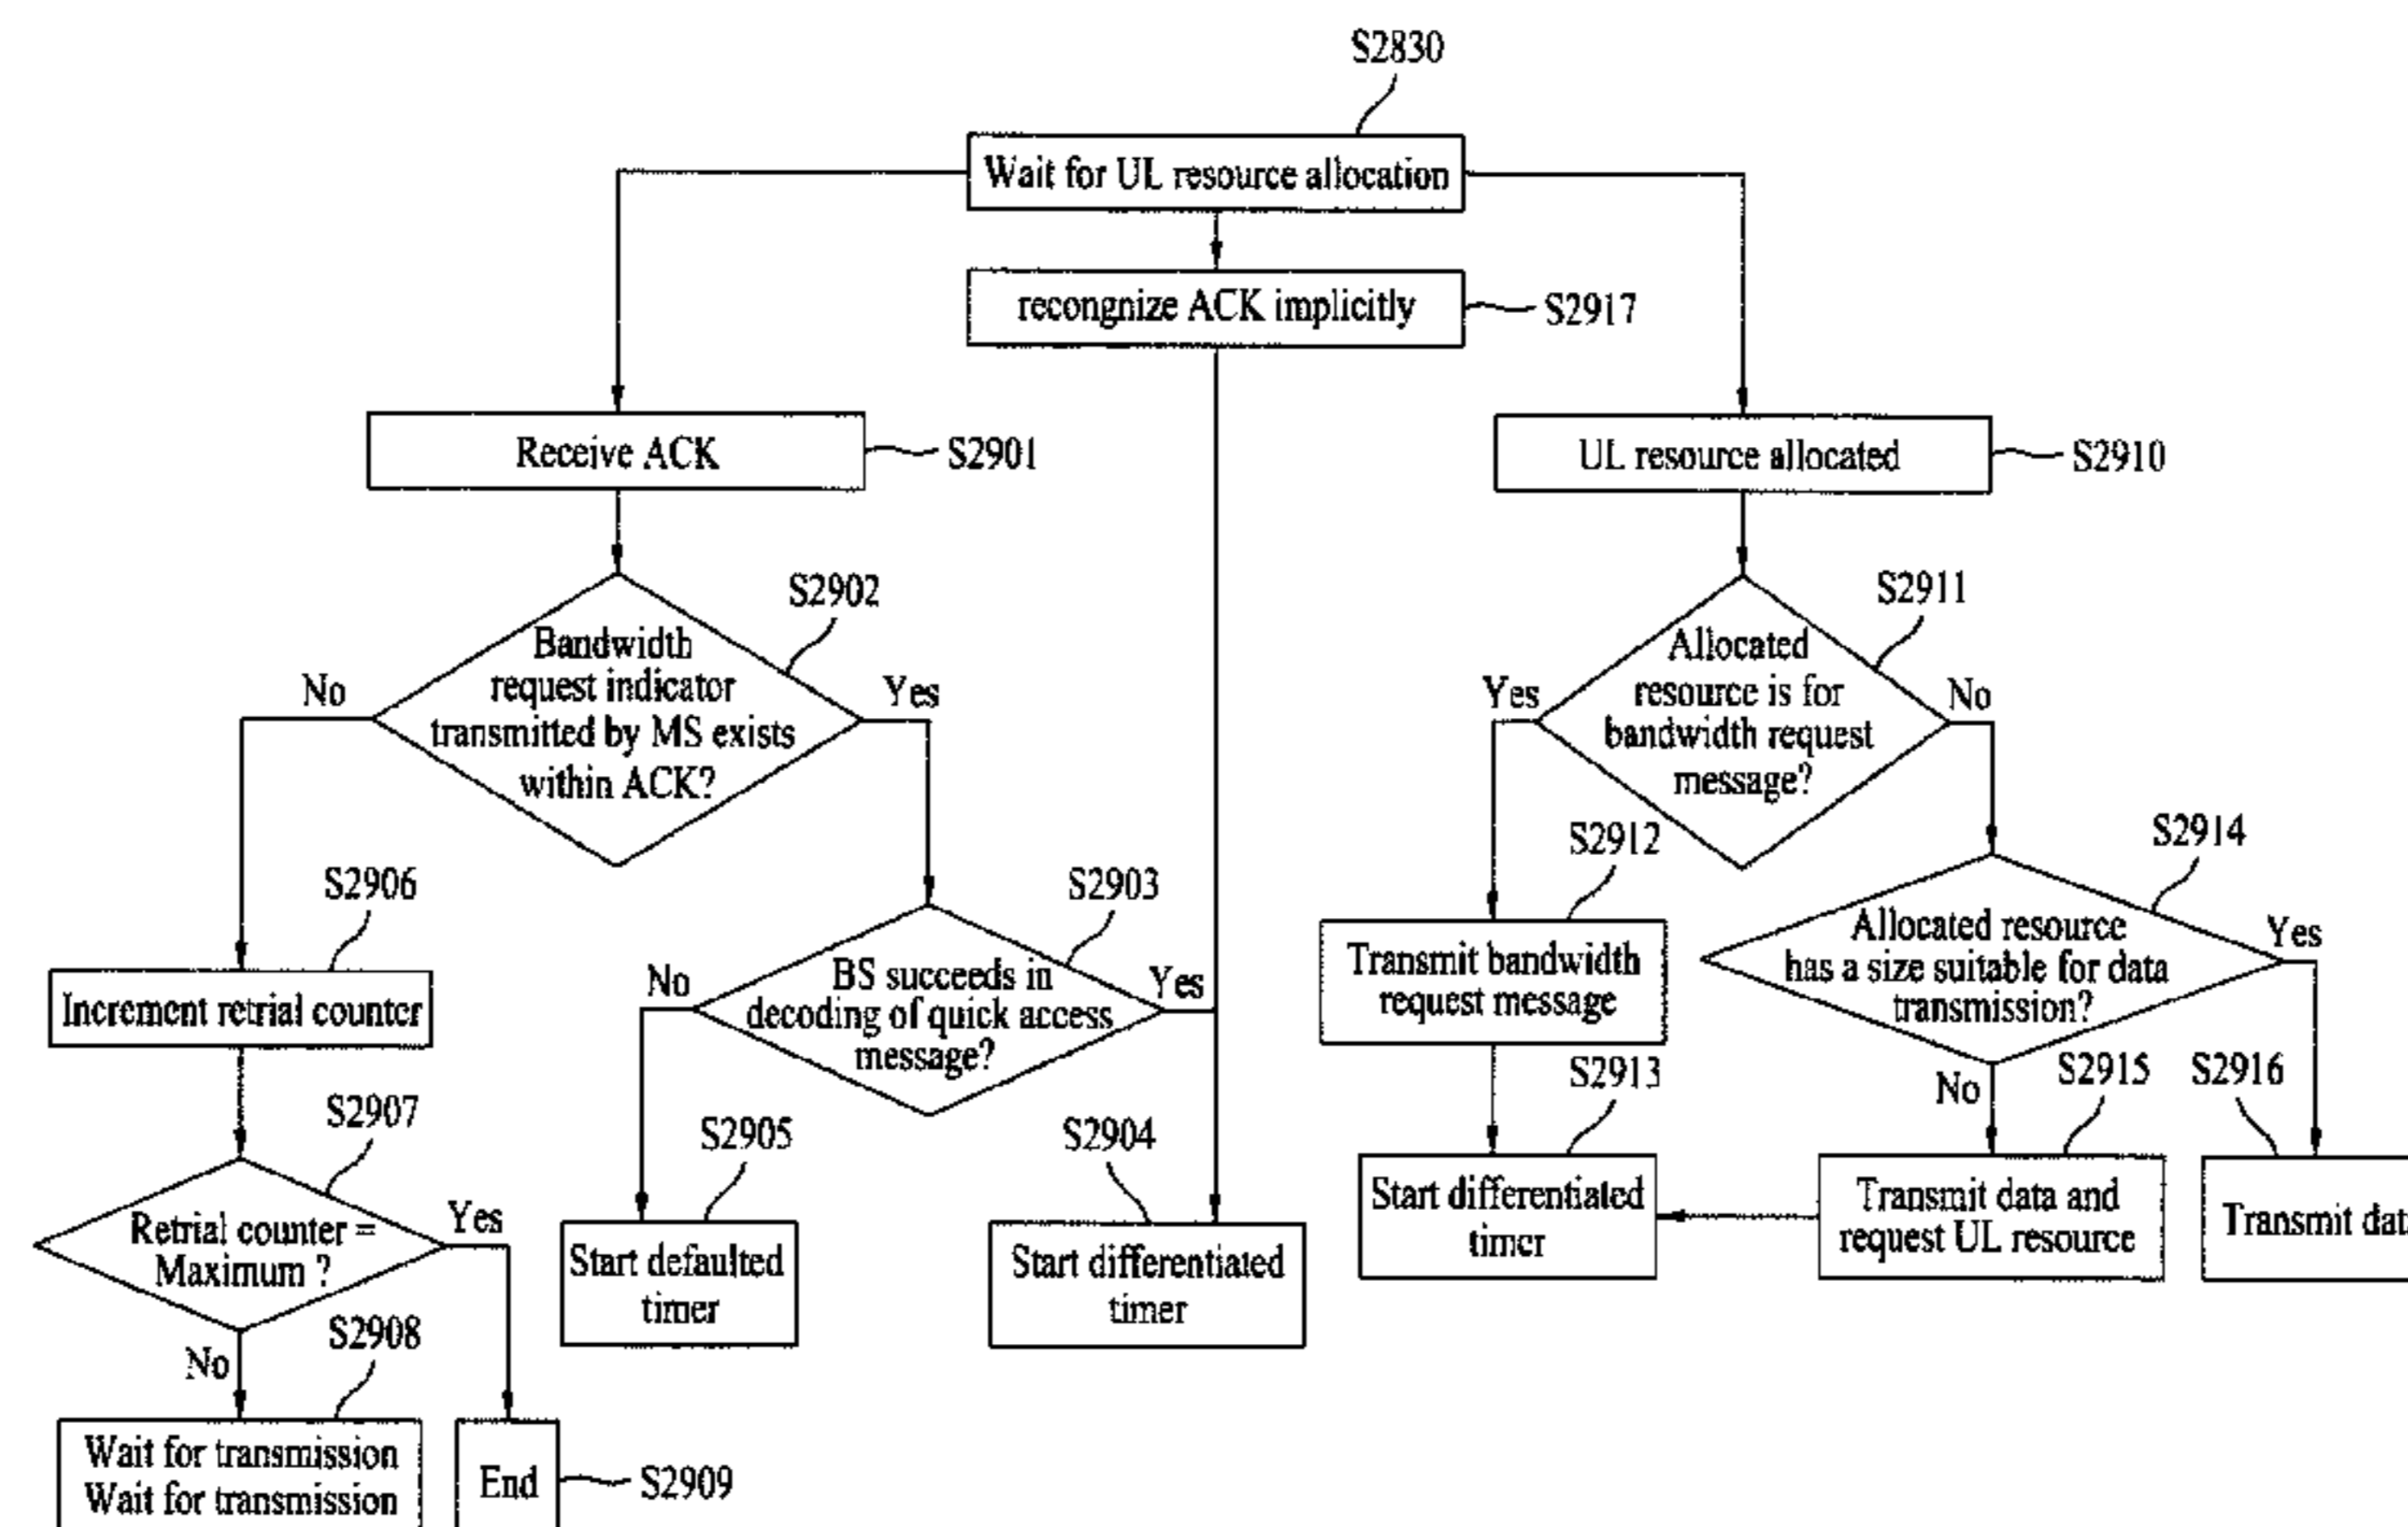 S2830
Wait for UL resource allocation
recongnize ACK implicitly
S2917
Receive ACK
S2901
UL resource allocated
S2910
S2902
Bandwidth
request indicator
transmitted by MS exists
within ACK?
No
Yes
S2911
Allocated
resource is for
bandwidth request
message?
Yes
No
S2906
Increment retrial counter
S2903
BS succeeds in
decoding of quick access
message?
No
Yes
S2912
Transmit bandwidth
request message
S2914
Allocated resource
has a size suitable for data
transmission?
Yes
No
S2907
Retrial counter =
Maximum ?
Yes
No
S2905
Start defaulted
timer
S2904
Start differentiated
timer
S2913
Start differentiated
timer
S2915
Transmit data and
request UL resource
S2916
Transmit dat
S2908
Wait for transmission
Wait for transmission
End
S2909